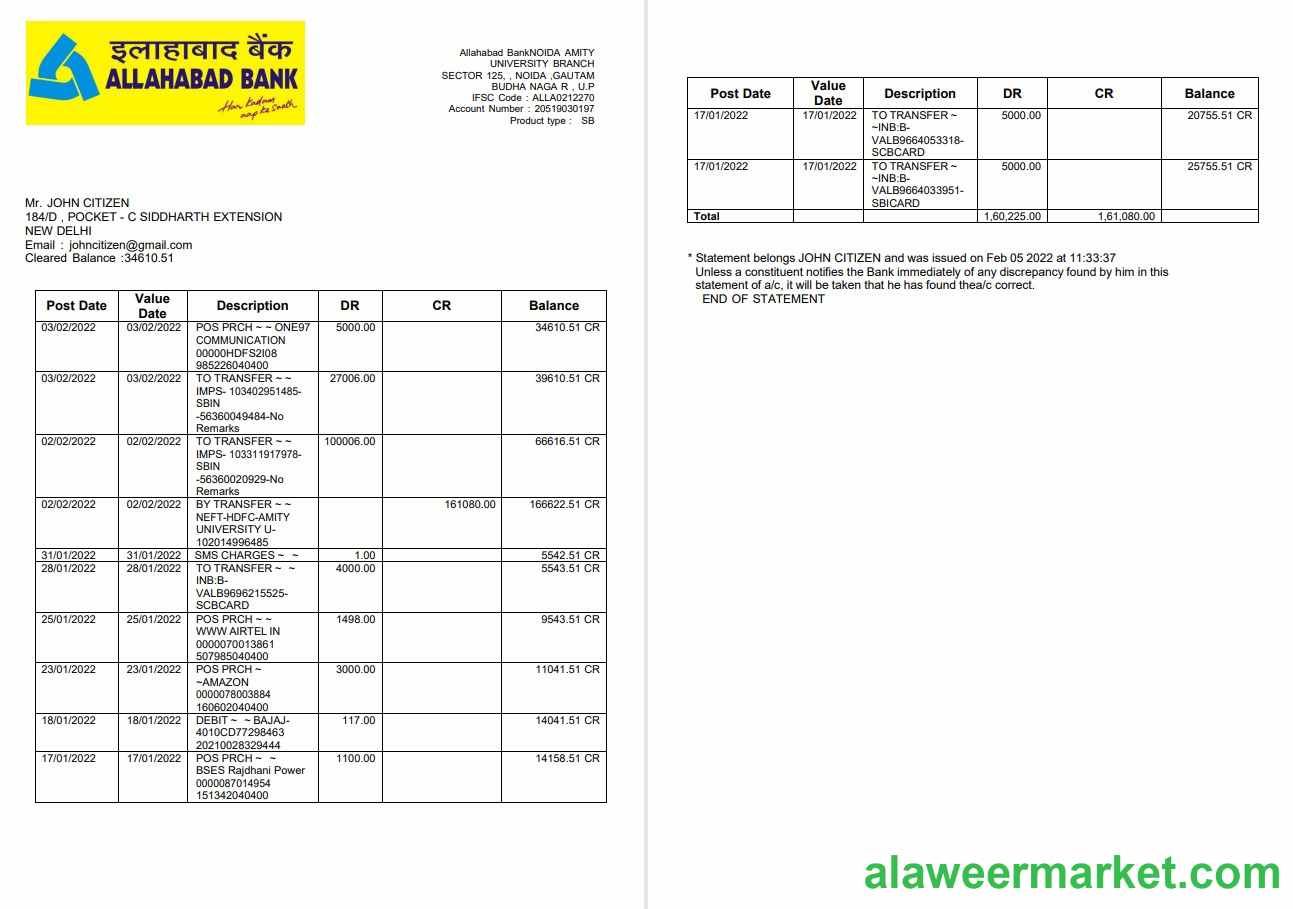 इलाहाबाद बैंक
ALLAHABAD BANK
Har kadam
aap ke saath
Allahabad BankNOIDA AMITY
UNIVERSITY BRANCH
SECTOR 125, , NOIDA ,GAUTAM
BUDHA NAGA R , U.P
IFSC Code : ALLA0212270
Account Number : 20519030197
Product type : SB
Mr. JOHN CITIZEN
184/D , POCKET - C SIDDHARTH EXTENSION
NEW DELHI
Email : johncitizen@gmail.com
Cleared Balance :34610.51
Post Date Value Date Description DR CR Balance
03/02/2022 03/02/2022 POS PRCH ~ ~ ONE97 5000.00 34610.51 CR
COMMUNICATION
00000HDFS2I08
985226040400
03/02/2022 03/02/2022 TO TRANSFER ~ ~ 27006.00 39610.51 CR
IMPS- 103402951485-
SBIN
-56360049484-No
Remarks
02/02/2022 02/02/2022 TO TRANSFER ~ ~ 100006.00 66616.51 CR
IMPS- 103311917978-
SBIN
-56360020929-No
Remarks
02/02/2022 02/02/2022 BY TRANSFER ~ ~ 161080.00 166622.51 CR
NEFT-HDFC-AMITY
UNIVERSITY U-
102014996485
31/01/2022 31/01/2022 SMS CHARGES ~ ~ 1.00 5542.51 CR
28/01/2022 28/01/2022 TO TRANSFER ~ ~ 4000.00 5543.51 CR
INB:B-
VALB9696215525-
SCBCARD
25/01/2022 25/01/2022 POS PRCH ~ ~ 1498.00 9543.51 CR
WWW AIRTEL IN
0000070013861
507985040400
23/01/2022 23/01/2022 POS PRCH ~ 3000.00 11041.51 CR
~AMAZON
0000078003884
160602040400
18/01/2022 18/01/2022 DEBIT ~ ~ BAJAJ- 117.00 14041.51 CR
4010CD77298463
20210028329444
17/01/2022 17/01/2022 POS PRCH ~ ~ 1100.00 14158.51 CR
BSES Rajdhani Power
0000087014954
151342040400
Post Date Value Date Description DR CR Balance
17/01/2022 17/01/2022 TO TRANSFER ~ 5000.00 20755.51 CR
~INB:B-
VALB9664053318-
SCBCARD
17/01/2022 17/01/2022 TO TRANSFER ~ 5000.00 25755.51 CR
~INB:B-
VALB9664033951-
SBICARD
Total 1,60,225.00 1,61,080.00
* Statement belongs JOHN CITIZEN and was issued on Feb 05 2022 at 11:33:37
Unless a constituent notifies the Bank immediately of any discrepancy found by him in this
statement of a/c, it will be taken that he has found thea/c correct.
END OF STATEMENT
alaweermarket.com